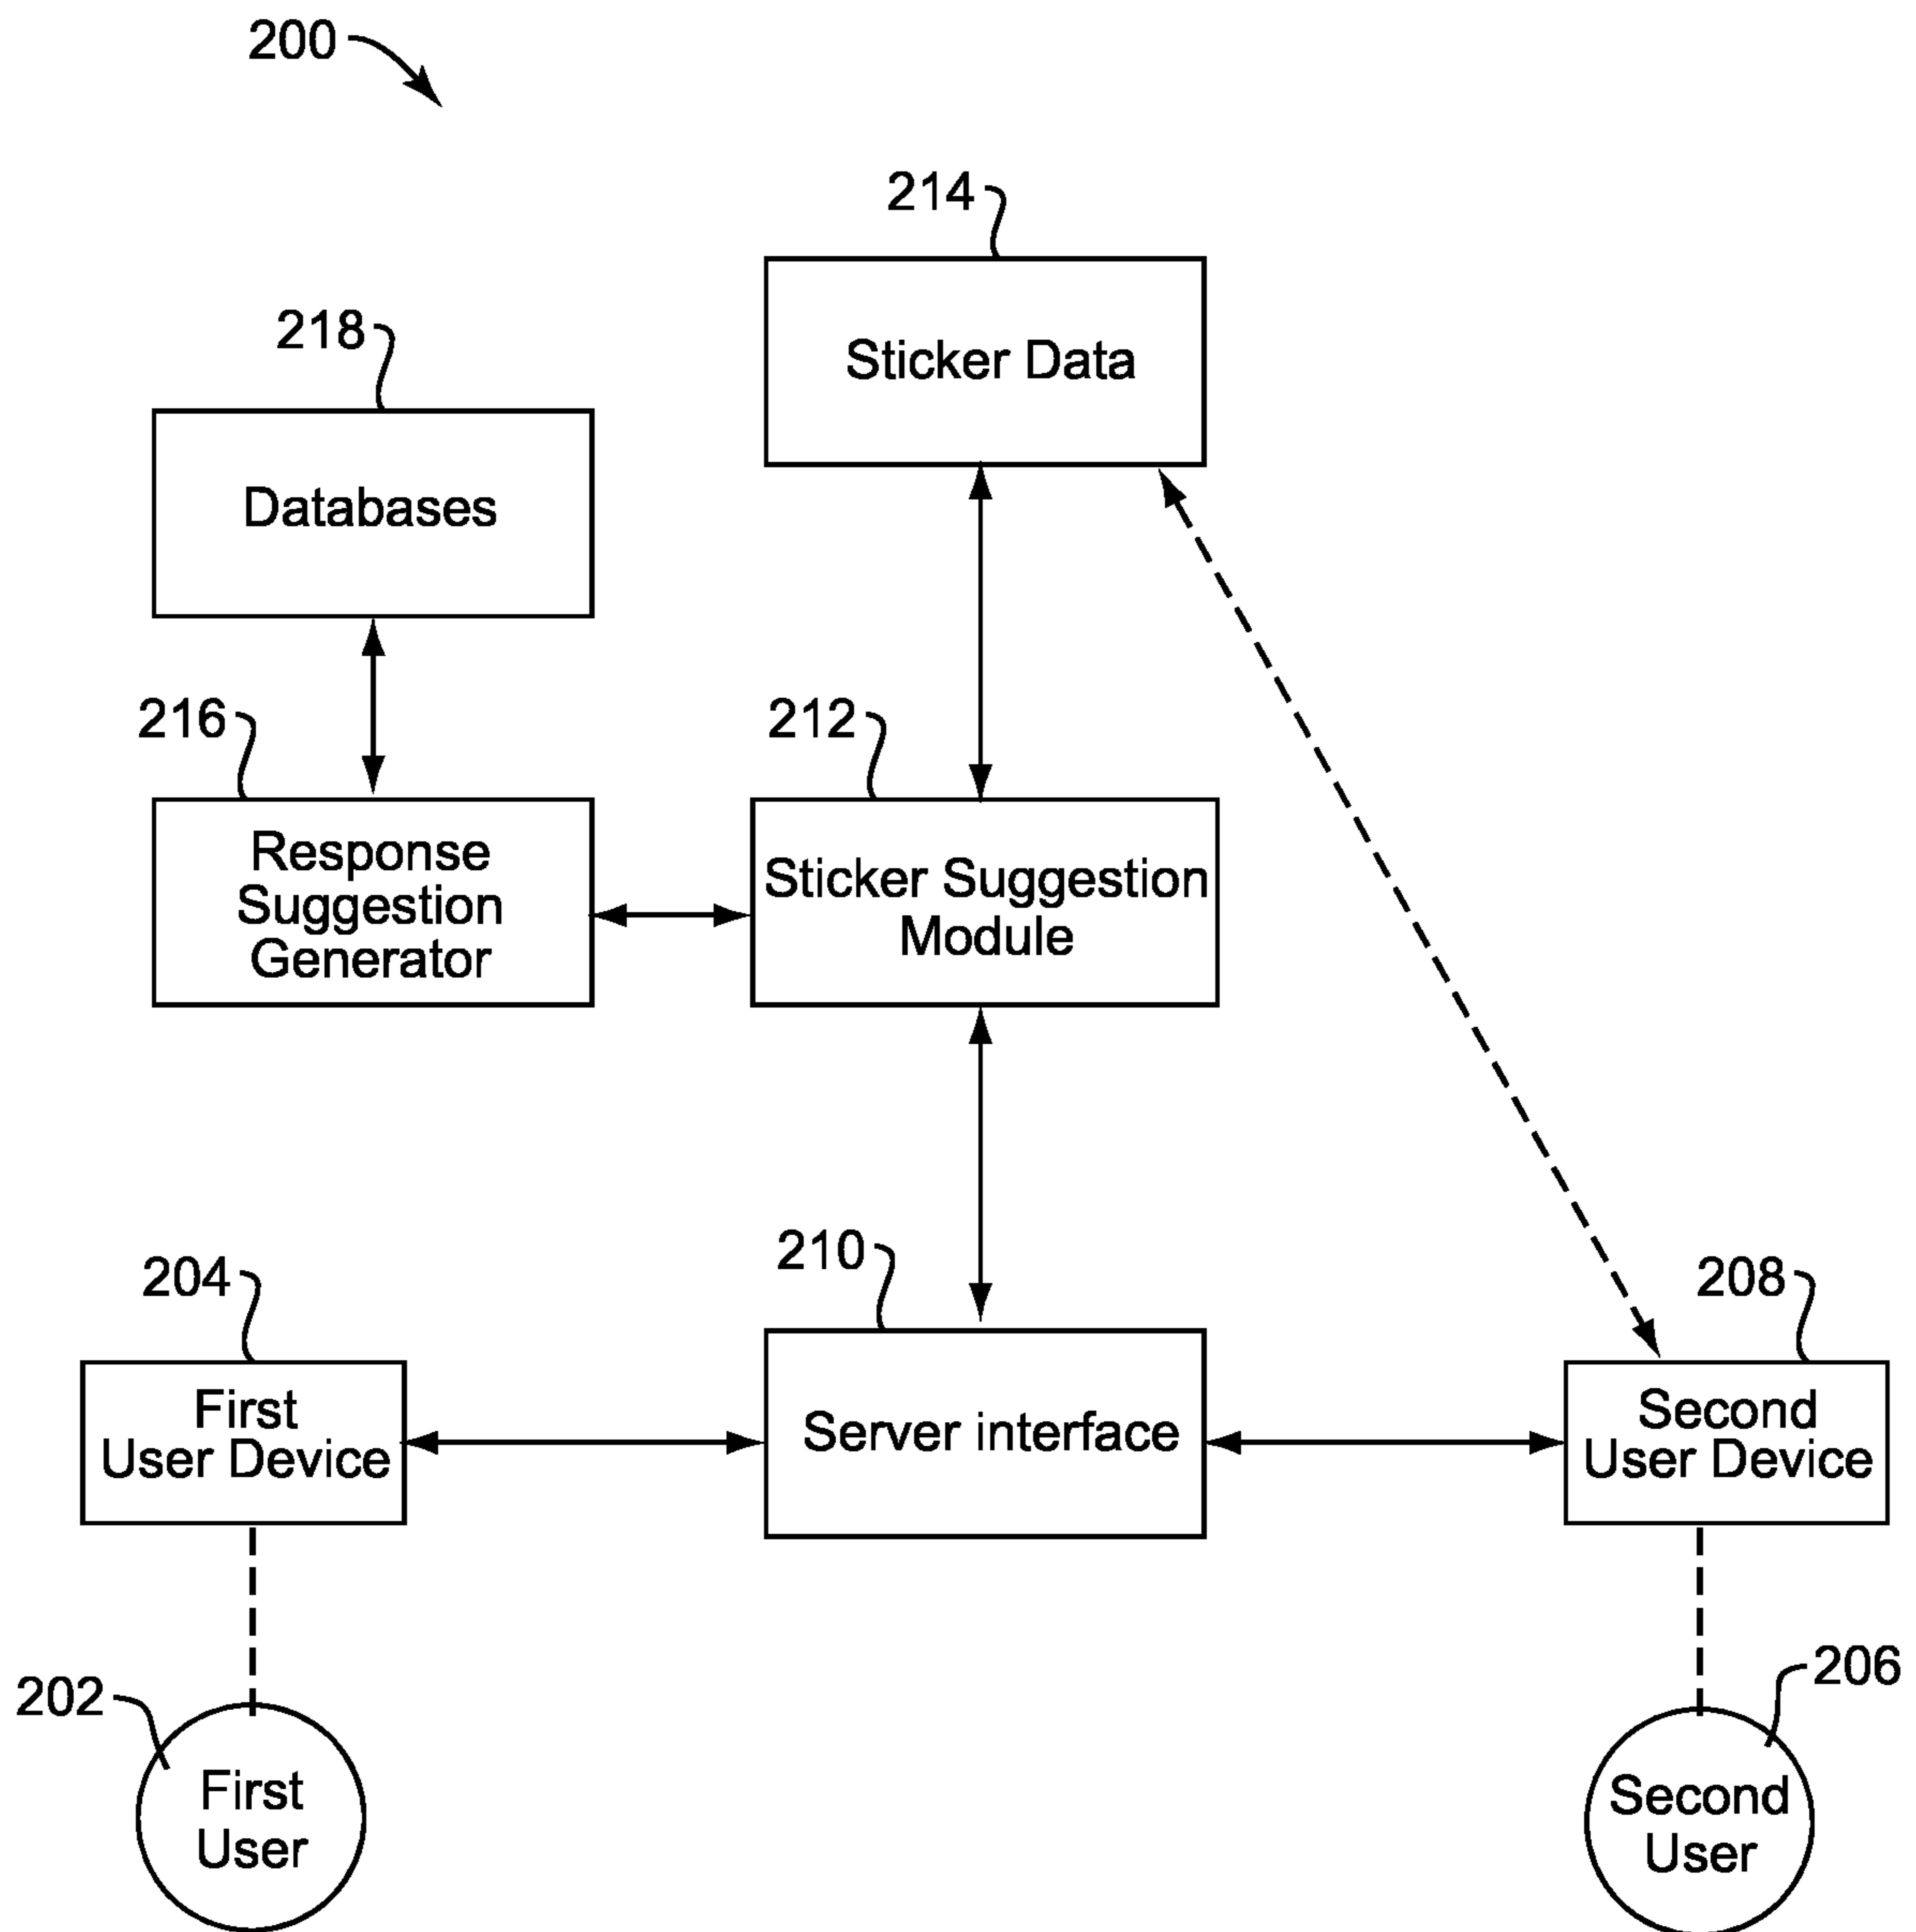 200
214
Sticker Data
218
Databases
216
Response
Suggestion
Generator
212
Sticker Suggestion
Module
210
Server interface
204
First
User Device
208
Second
User Device
202
First
User
206
Second
User